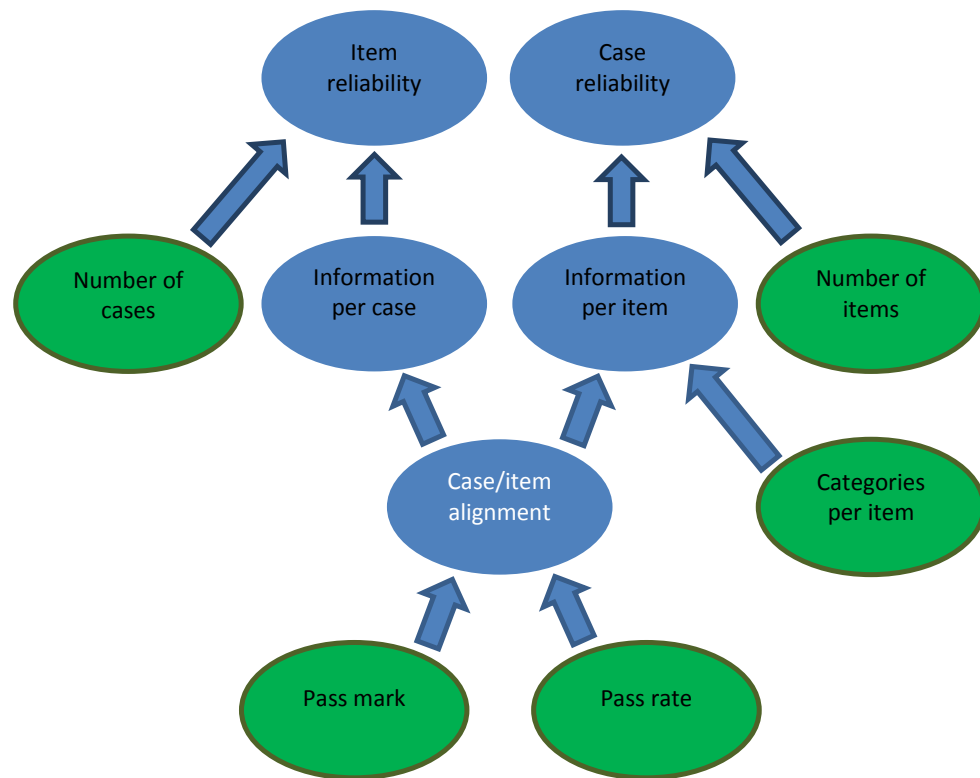 Item
reliability
Case
reliability
Number of
cases
Information
per case
Information
per item
Number of
items
Case/item
alignment
Categories
per item
Pass mark
Pass rate